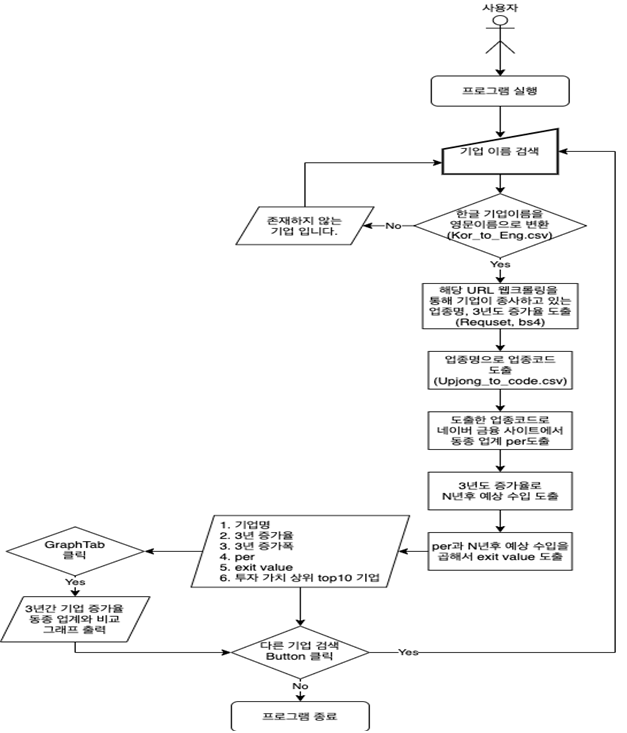 사용자
프로그램 실행
기업 이름 검색
한글 기업이름을
영문이름으로 변환
(Kor_to_Eng.csv)
No
존재하지 않는
기업 입니다.
Yes
해당 URL 웹크롤링을
통해 기업이 종사하고 있는
업종명, 3년도 증가율 도출
(Requset, bs4)
업종명으로 업종코드
도출
(Upjong_to_code.csv)
도출한 업종코드로
네이버 금융 사이트에서
동종 업계 per도출
3년도 증가율로
N년후 예상 수입 도출
per과 N년후 예상 수입을
곱해서 exit value 도출
1. 기업명
2. 3년 증가율
3. 3년 증가폭
4. per
5. exit value
6. 투자 가치 상위 top10 기업
GraphTab
클릭
Yes
3년간 기업 증가율
동종 업계와 비교
그래프 출력
다른 기업 검색
Button 클릭
Yes
No
프로그램 종료